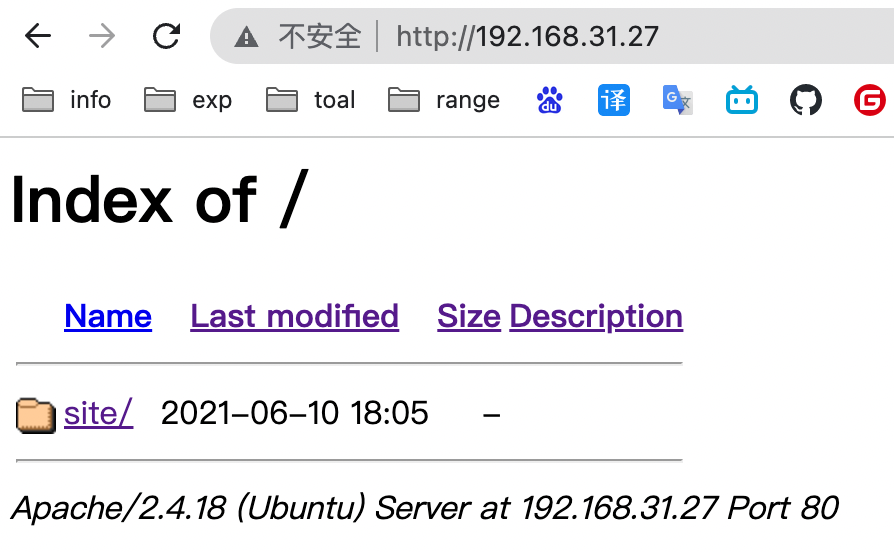 不安全 | http://192.168.31.27
info exp toal range du 译 G 文 G
Index of /
Name Last modified Size Description
site/ 2021-06-10 18:05 -
Apache/2.4.18 (Ubuntu) Server at 192.168.31.27 Port 80